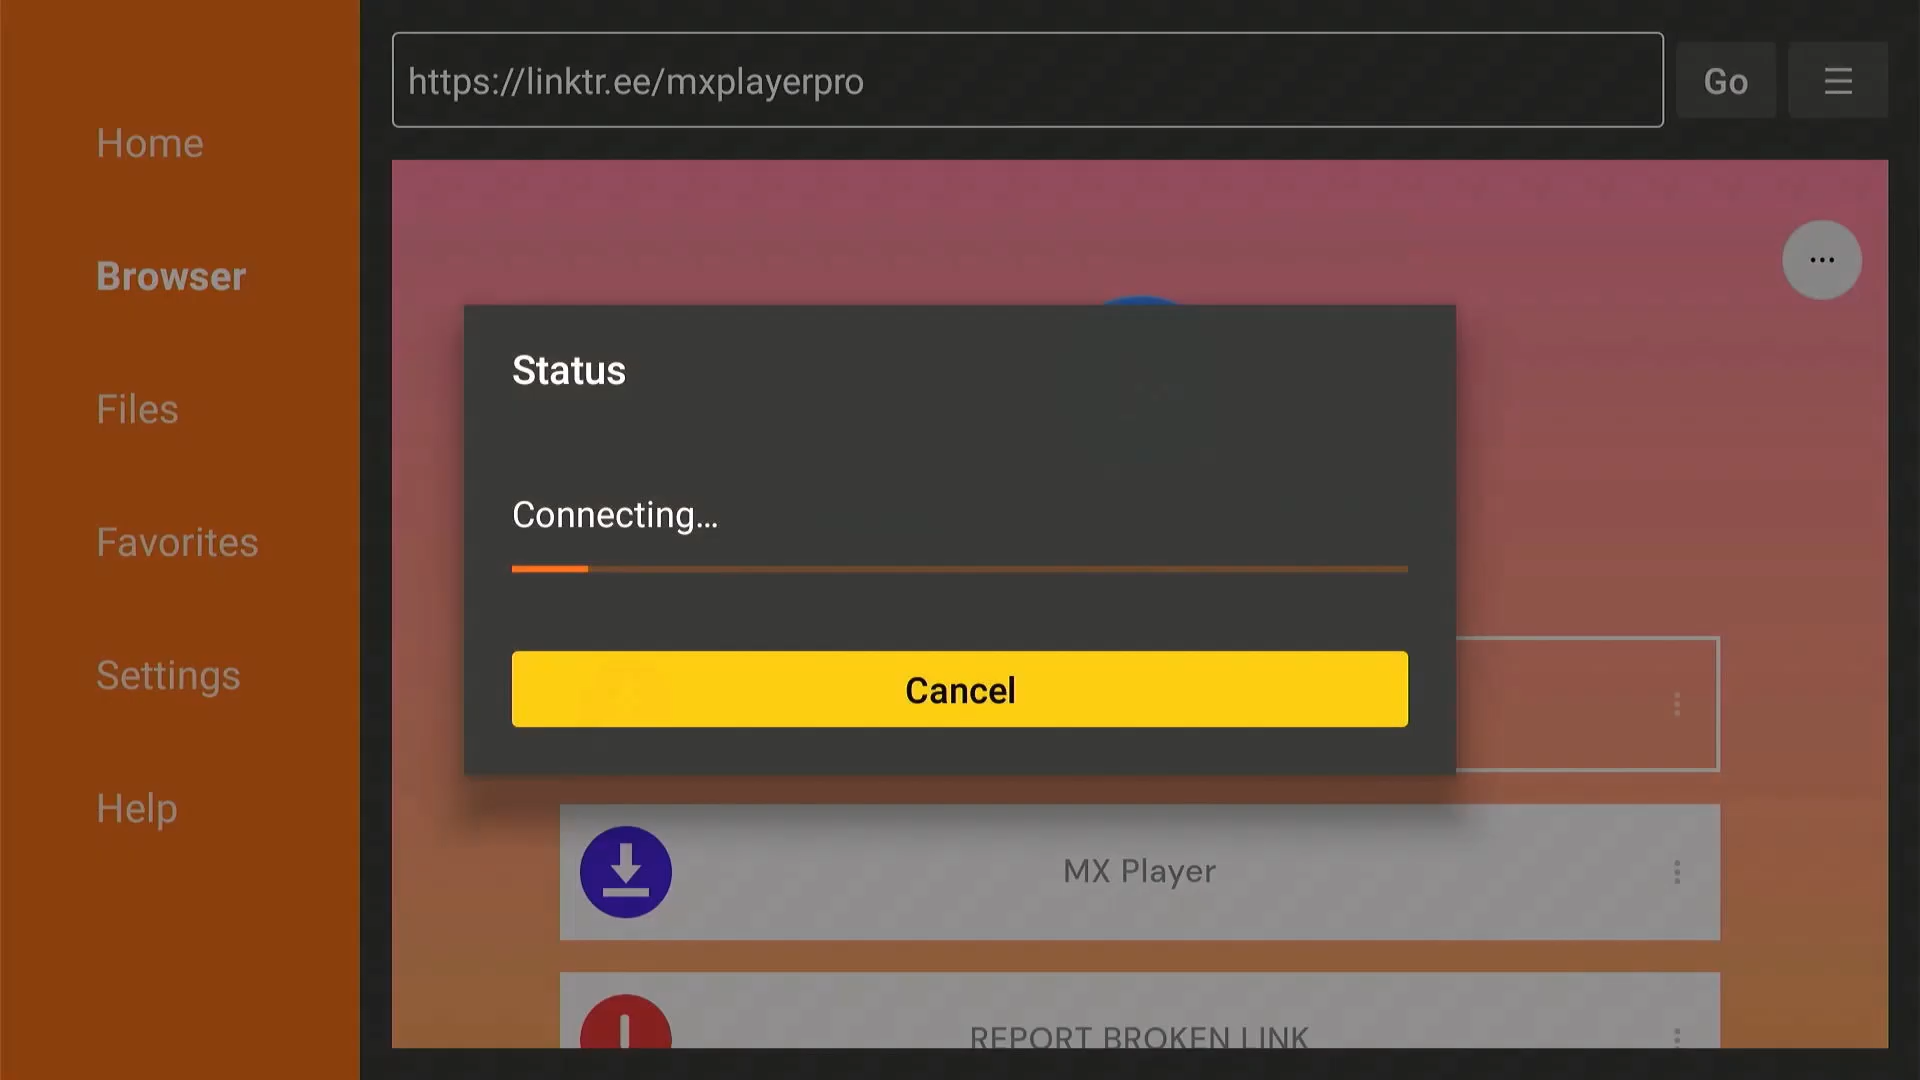 Home
Browser
Files
Favorites
Settings
Help
https://linktr.ee/mxplayerpro
Go
Status
Connecting...
Cancel
MX Player
REPORT BROKEN LINK